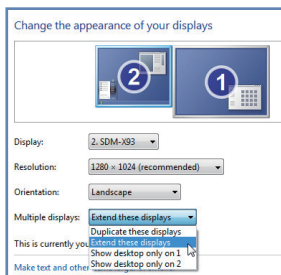 Change the appearance of your displays
2
1
Display: 2. SDM-X93
Resolution: 1280 × 1024 (recommended)
Orientation: Landscape
Multiple displays: Extend these displays
Duplicate these displays
This is currently you Extend these displays
Show desktop only on 1
Make text and other Show desktop only on 2